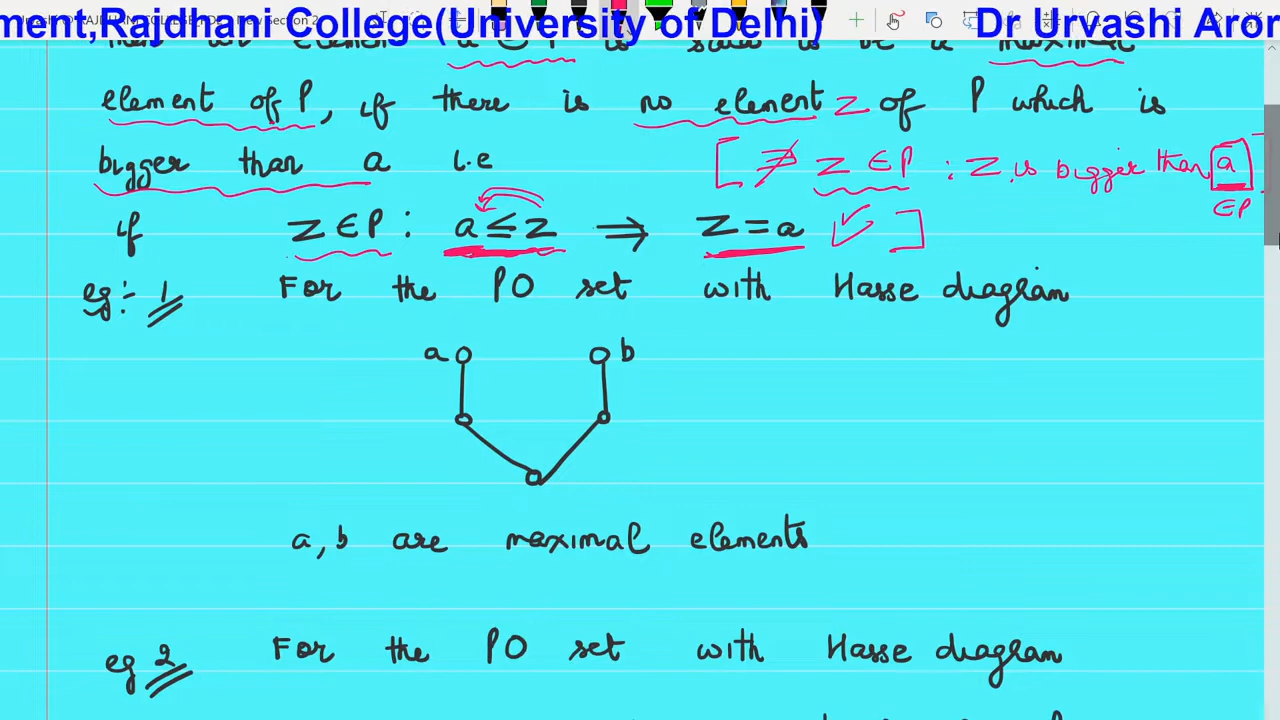 ment,Rajdhani College(University of Delhi) Dr Urvashi Aror
element of P, if there is no element z of P which is
bigger than a i.e [ ∄ z ∈ P : z is bigger than a ∈ P
if z ∈ P : a ≤ z ⇒ z = a ]
eg:- 1 For the PO set with Hasse diagram
a b
a, b are maximal elements
eg 2 For the PO set with Hasse diagram